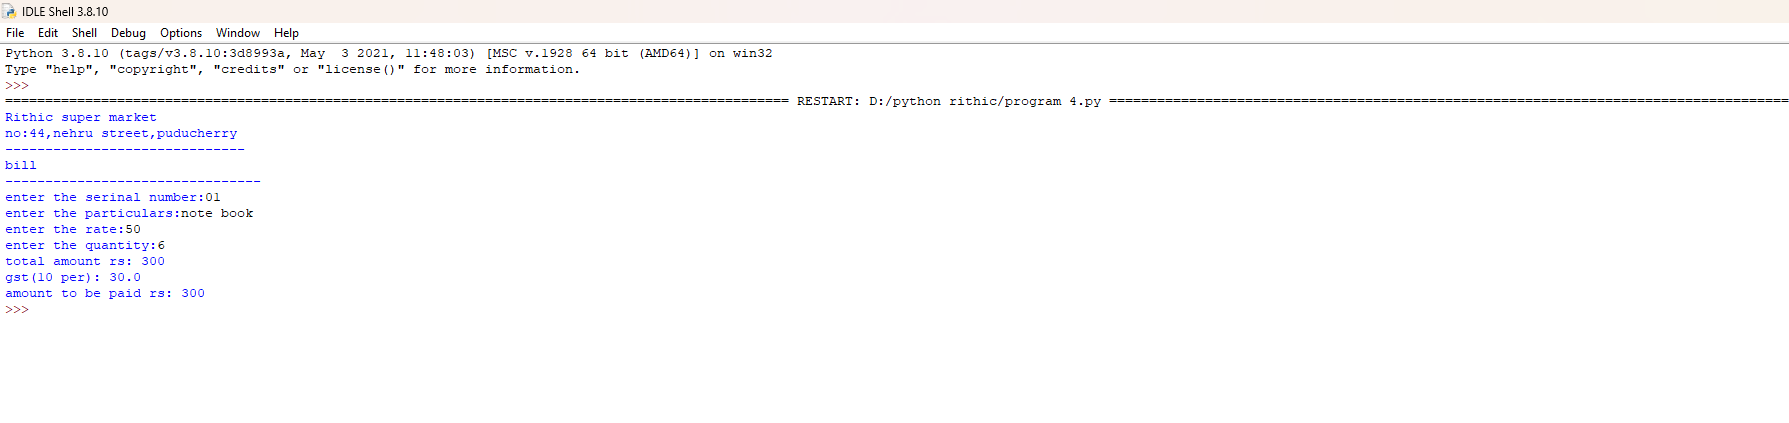 IDLE Shell 3.8.10
File Edit Shell Debug Options Window Help
Python 3.8.10 (tags/v3.8.10:3d8993a, May  3 2021, 11:48:03) [MSC v.1928 64 bit (AMD64)] on win32
Type "help", "copyright", "credits" or "license()" for more information.
>>>
===================================================================================================== RESTART: D:/python rithic/program 4.py =====================================================================================
Rithic super market
no:44,nehru street,puducherry
------------------------------
bill
--------------------------------
enter the serinal number:01
enter the particulars:note book
enter the rate:50
enter the quantity:6
total amount rs: 300
gst(10 per): 30.0
amount to be paid rs: 300
>>>